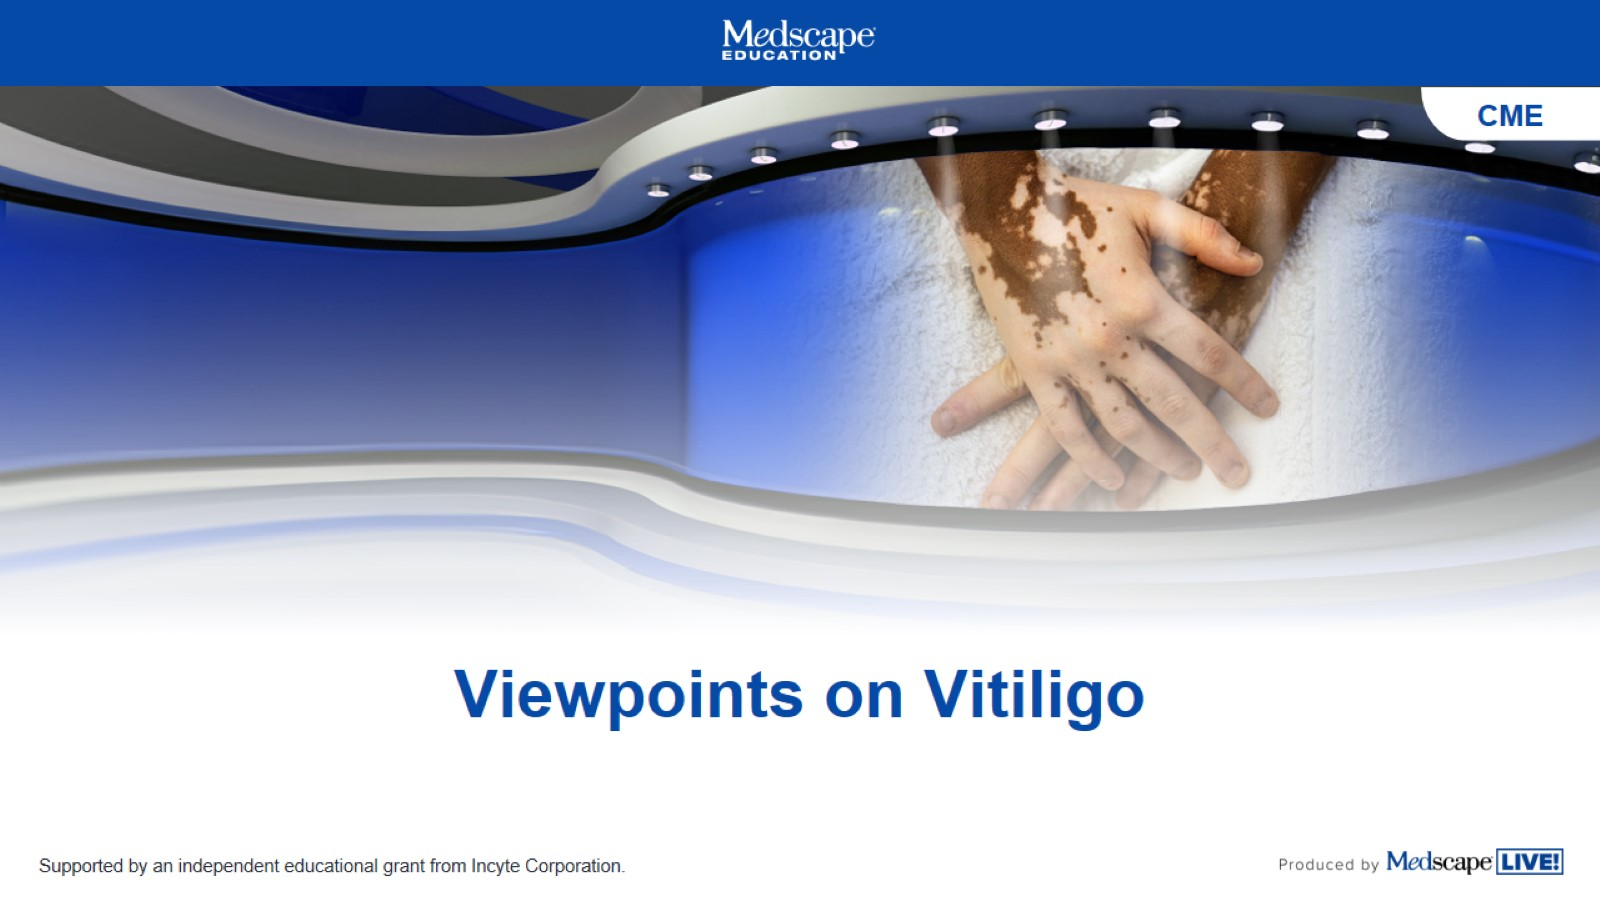 Medscape
EDUCATION
CME
Viewpoints on Vitiligo
Supported by an independent educational grant from Incyte Corporation.
Produced by Medscape LIVE!